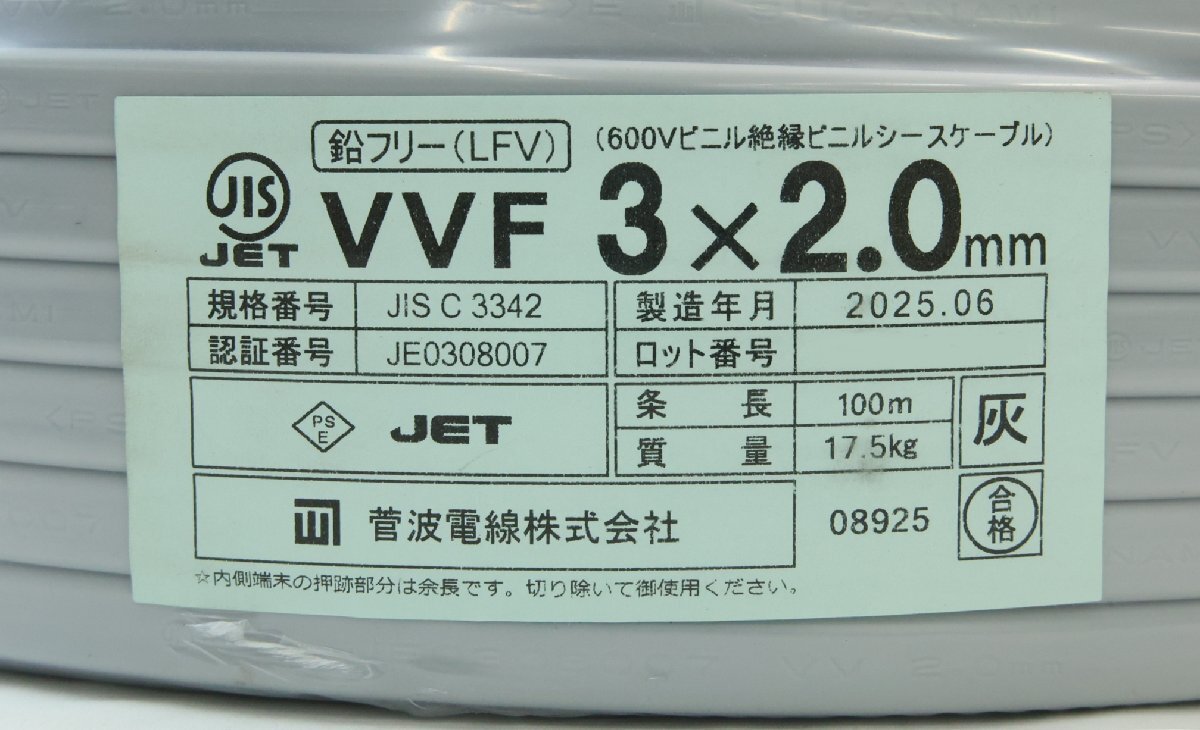 鉛フリー(LFV) (600Vビニル絶縁ビニルシースケーブル)
JIS
JET
VVF 3×2.0mm
規格番号 JIS C 3342
認証番号 JE0308007
製造年月 2025.06
ロット番号
PS
E
JET
条長 100m
質量 17.5kg
灰
菅波電線株式会社
08925
合格
☆内側端末の押跡部分は余長です。切り除いて御使用ください。